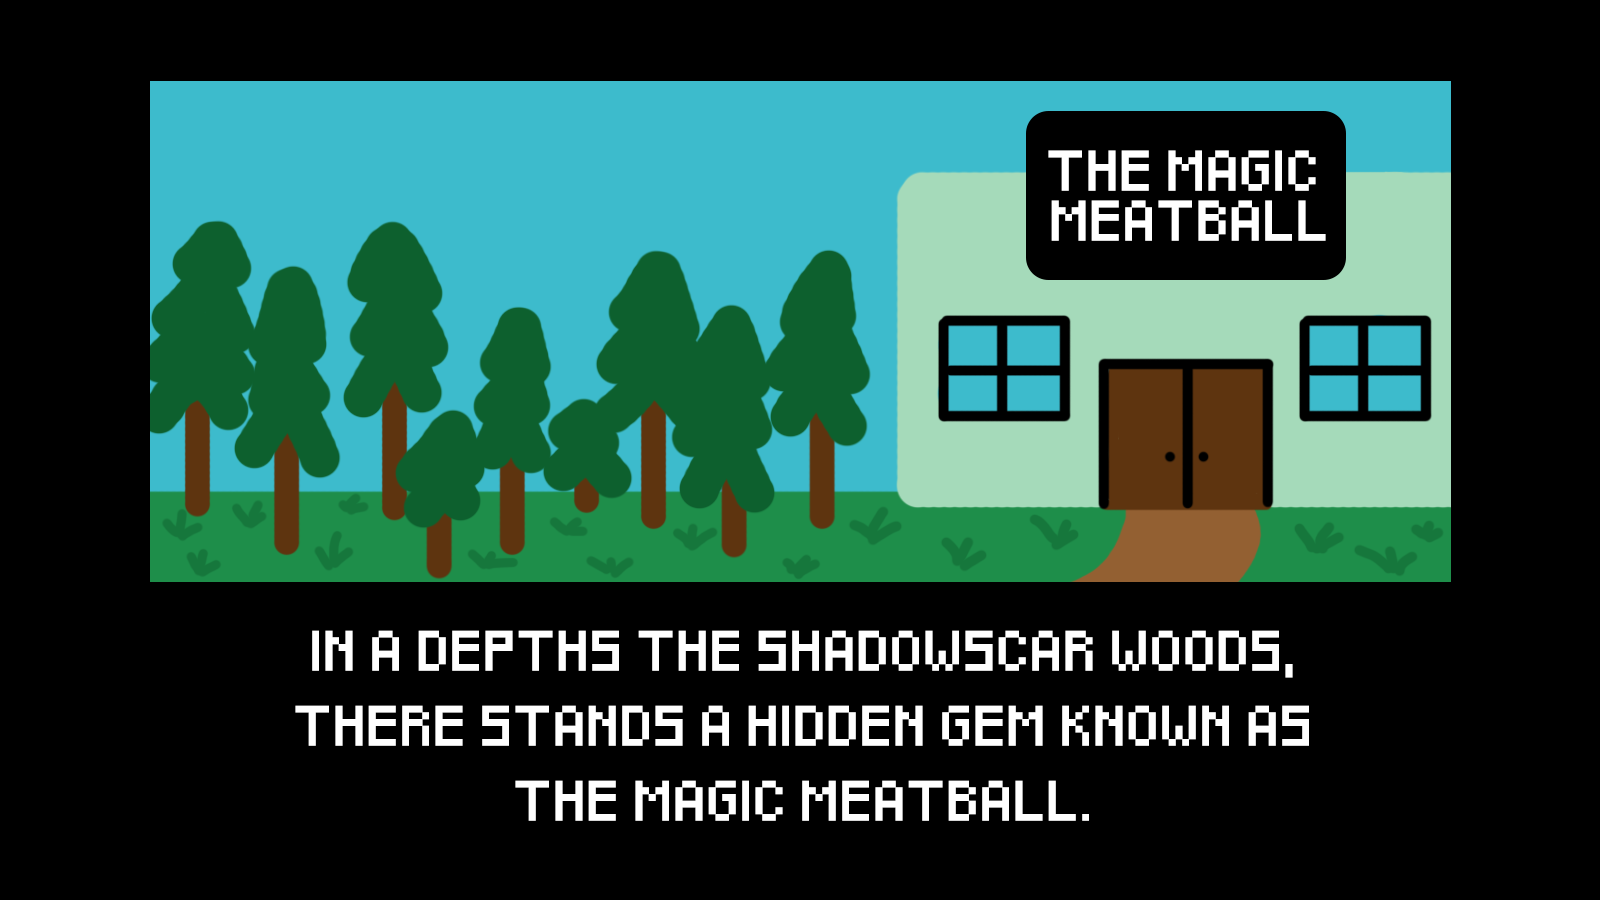 THE MAGIC
MEATBALL
IN A DEPTHS THE SHADOWSCAR WOODS,
THERE STANDS A HIDDEN GEM KNOWN AS
THE MAGIC MEATBALL.